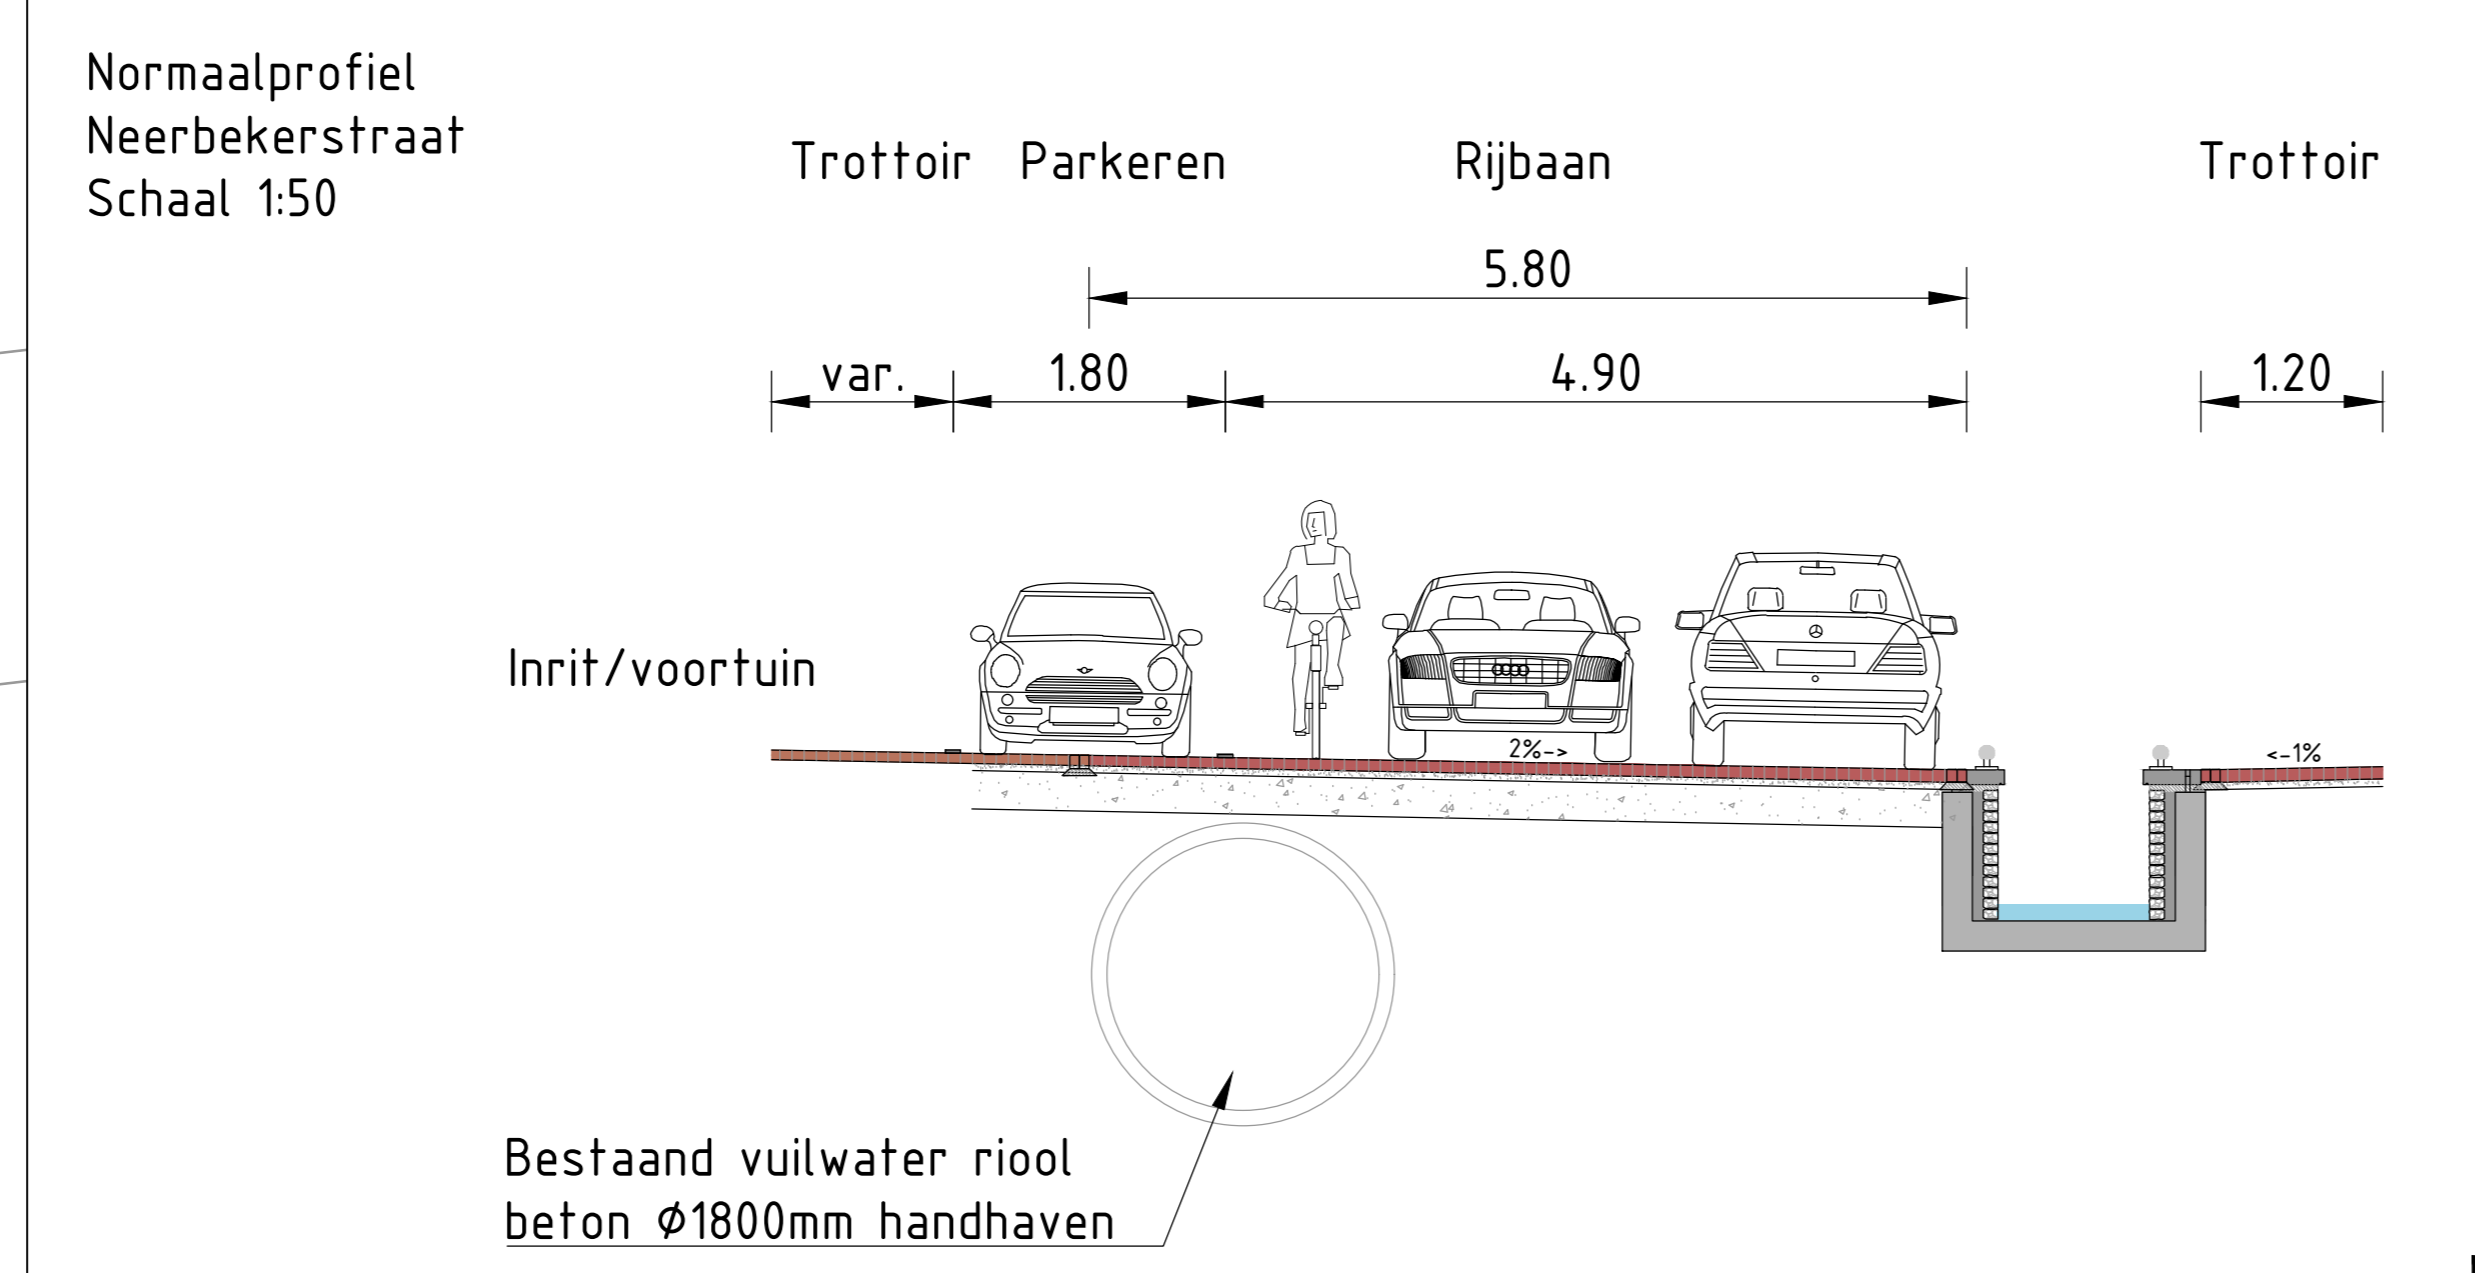 Normaalprofiel
Neerbekerstraat
Schaal 1:50
Trottoir Parkeren Rijbaan Trottoir
5.80
var. 1.80 4.90 1.20
Inrit/voortuin
2%->
<-1%
Bestaand vuilwater riool
beton Ø1800mm handhaven